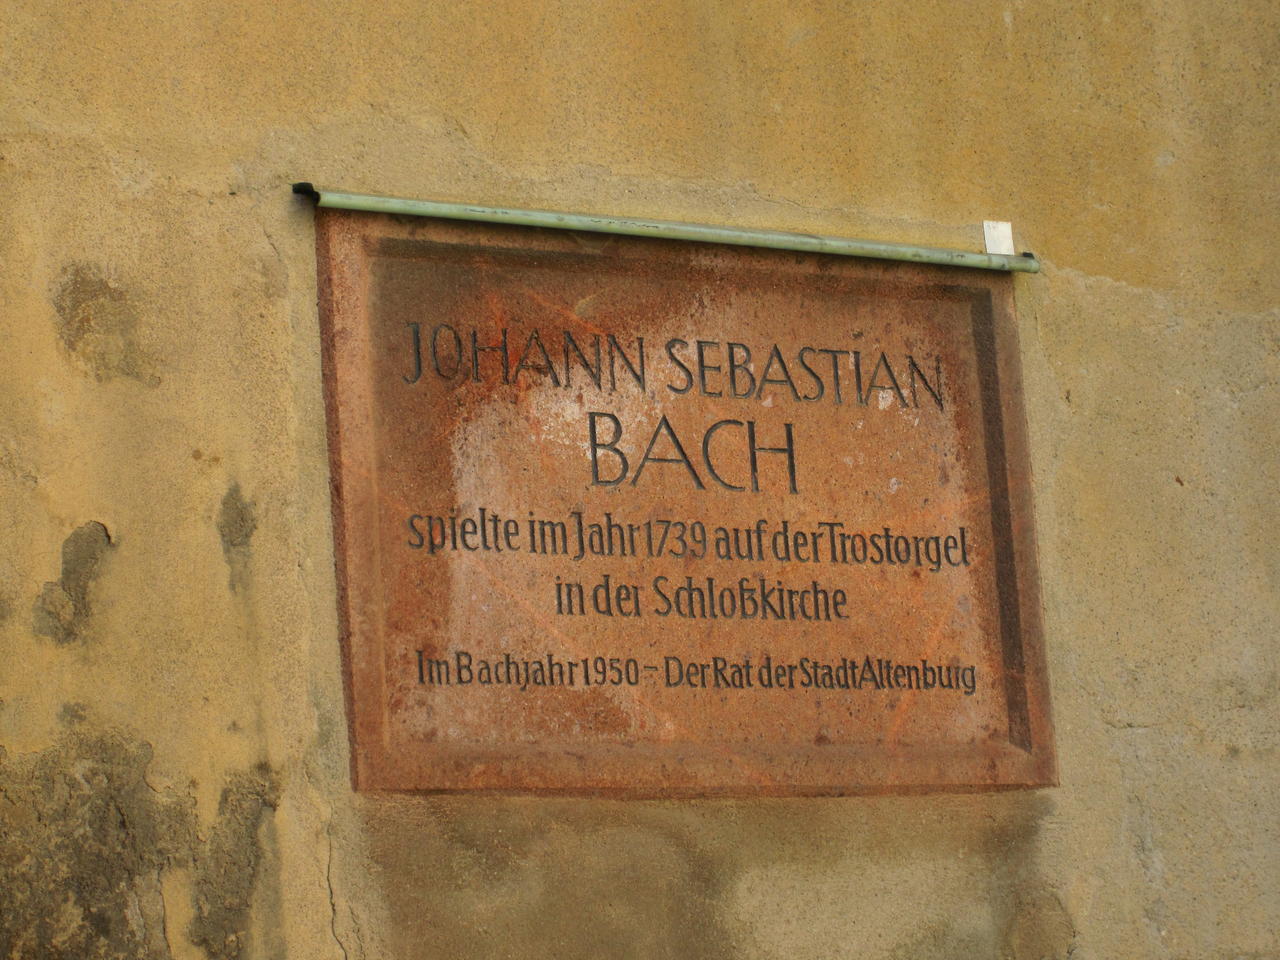 JOHANN SEBASTIAN
BACH
spielte im Jahr 1739 auf der Trostorgel
in der Schloßkirche
Im Bachjahr 1950 – Der Rat der Stadt Altenburg